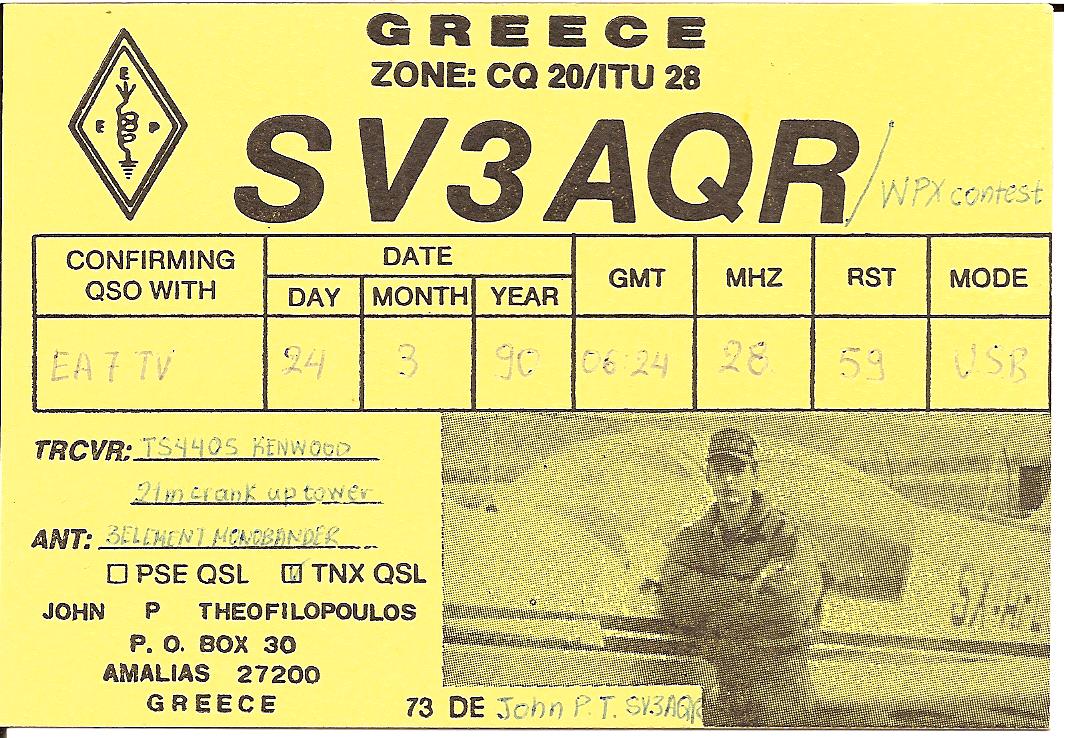 GREECE
ZONE: CQ 20/ITU 28
E
E P
SV3AQR/ WPX contest
CONFIRMING QSO WITH
DATE
DAY MONTH YEAR
GMT MHZ RST MODE
EA7TV 24 3 90 06:24 28 59 USB
TRCVR: TS440S KENWOOD
21m crank up tower
ANT: 3ELEMENT MONOBANDER
PSE QSL TNX QSL
JOHN P THEOFILOPOULOS
P. O. BOX 30
AMALIAS 27200
GREECE
73 DE John P.T. SV3AQR